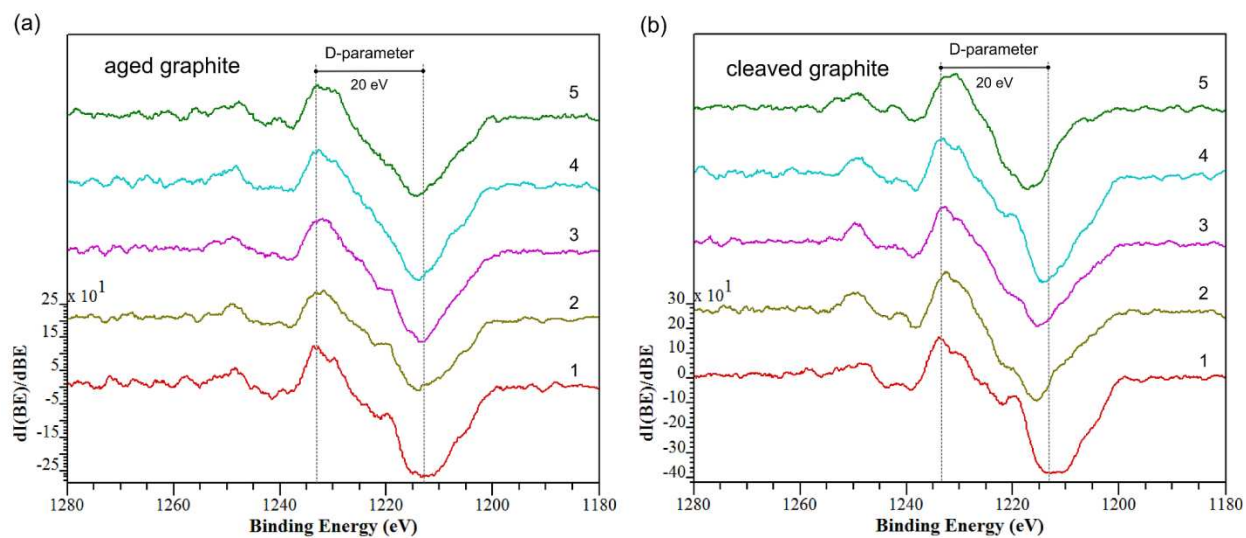 (a)
D-parameter
aged graphite
20 eV
5
4
3
x 10¹
25
2
15
5
1
-5
-15
-25
dI(BE)/dBE
1280 1260 1240 1220 1200 1180
Binding Energy (eV)
(b)
D-parameter
cleaved graphite
20 eV
5
4
3
x 10¹
30
2
20
10
1
0
-10
-20
-30
-40
dI(BE)/dBE
1280 1260 1240 1220 1200 1180
Binding Energy (eV)